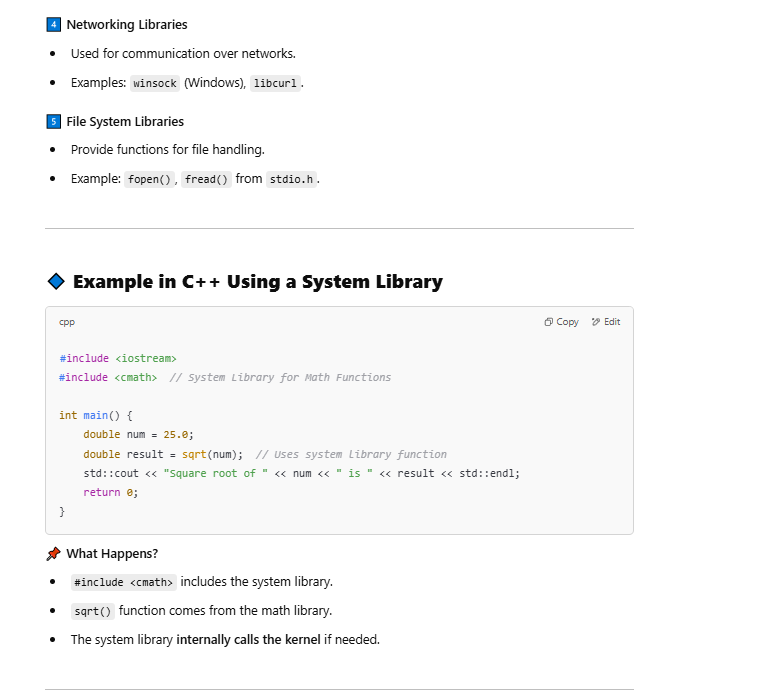 4 Networking Libraries
• Used for communication over networks.
• Examples: winsock (Windows), libcurl.
5 File System Libraries
• Provide functions for file handling.
• Example: fopen(), fread() from stdio.h.
Example in C++ Using a System Library
cpp Copy Edit
#include <iostream>
#include <cmath>  // System Library for Math Functions
int main() {
    double num = 25.0;
    double result = sqrt(num);  // Uses system library function
    std::cout << "Square root of " << num << " is " << result << std::endl;
    return 0;
}
What Happens?
• #include <cmath> includes the system library.
• sqrt() function comes from the math library.
• The system library internally calls the kernel if needed.